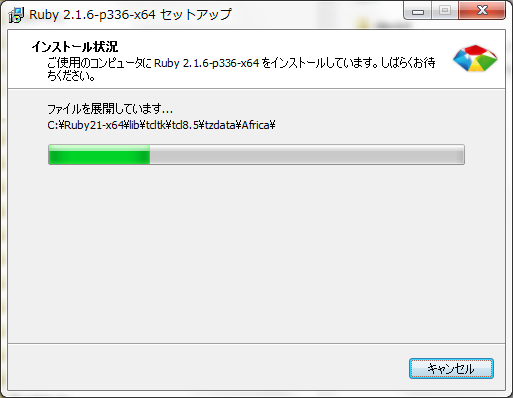 Ruby 2.1.6-p336-x64 セットアップ
インストール状況
ご使用のコンピュータに Ruby 2.1.6-p336-x64 をインストールしています。しばらくお待
ちください。
ファイルを展開しています...
C:¥Ruby21-x64¥lib¥tcltk¥tcl8.5¥tzdata¥Africa¥
キャンセル